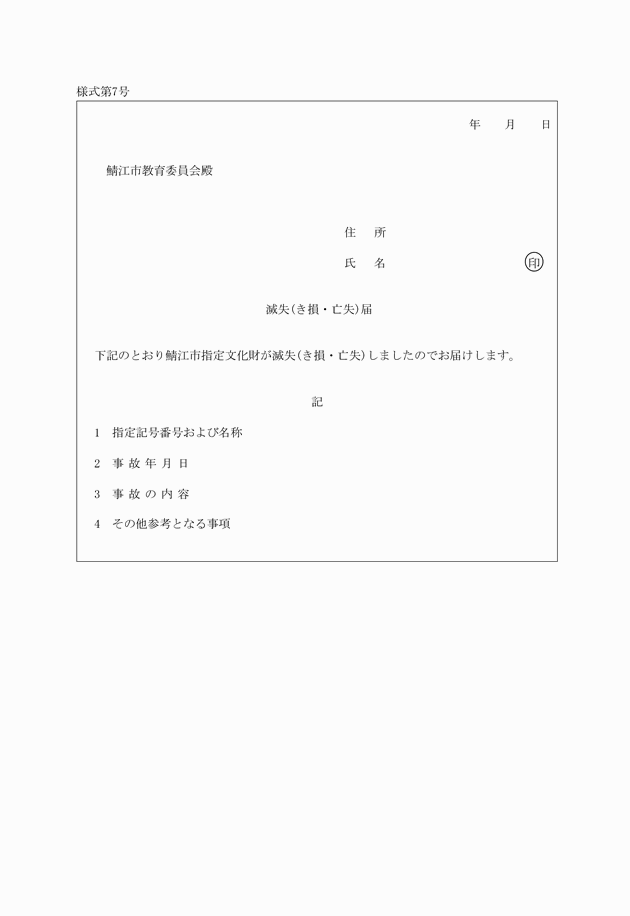 様式第7号
年　月　日
鯖江市教育委員会殿
住　所
氏　名　㊞
滅失(き損・亡失)届
下記のとおり鯖江市指定文化財が滅失(き損・亡失)しましたのでお届けします。
記
1　指定記号番号および名称
2　事故年月日
3　事故の内容
4　その他参考となる事項